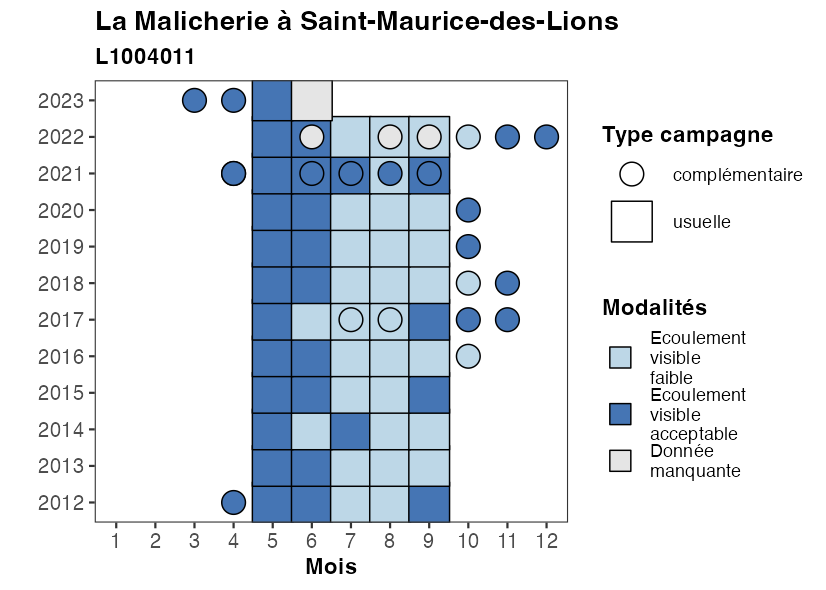 La Malicherie à Saint-Maurice-des-Lions
L1004011
2023
2022
2021
2020
2019
2018
2017
2016
2015
2014
2013
2012
1 2 3 4 5 6 7 8 9 10 11 12
Mois
Type campagne
complémentaire
usuelle
Modalités
Ecoulement
visible
faible
Ecoulement
visible
acceptable
Donnée
manquante